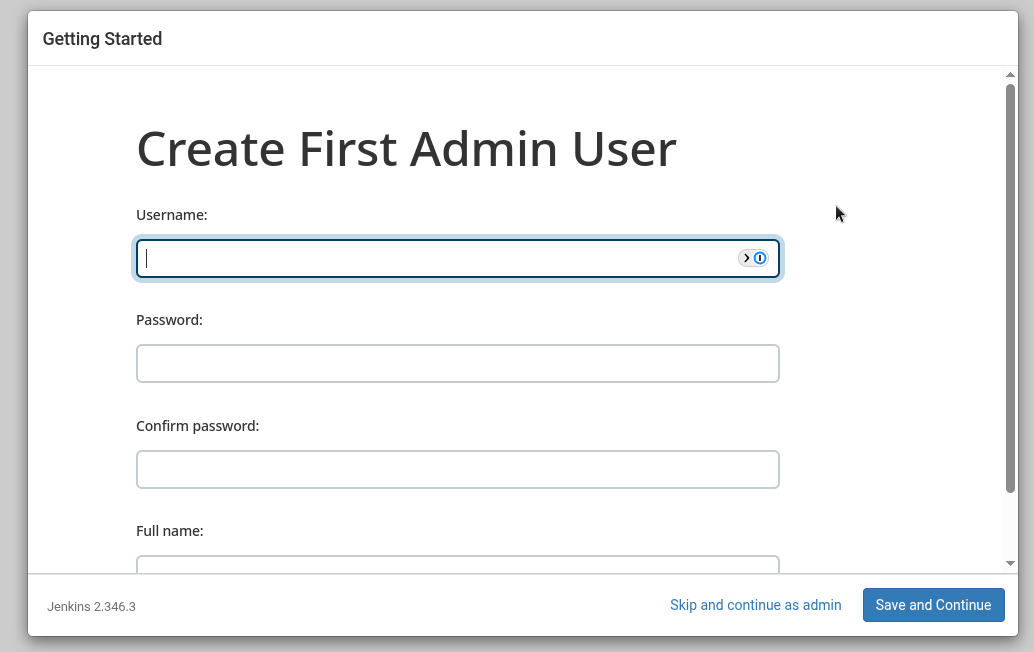 Getting Started
Create First Admin User
Username:
Password:
Confirm password:
Full name:
Jenkins 2.346.3
Skip and continue as admin
Save and Continue